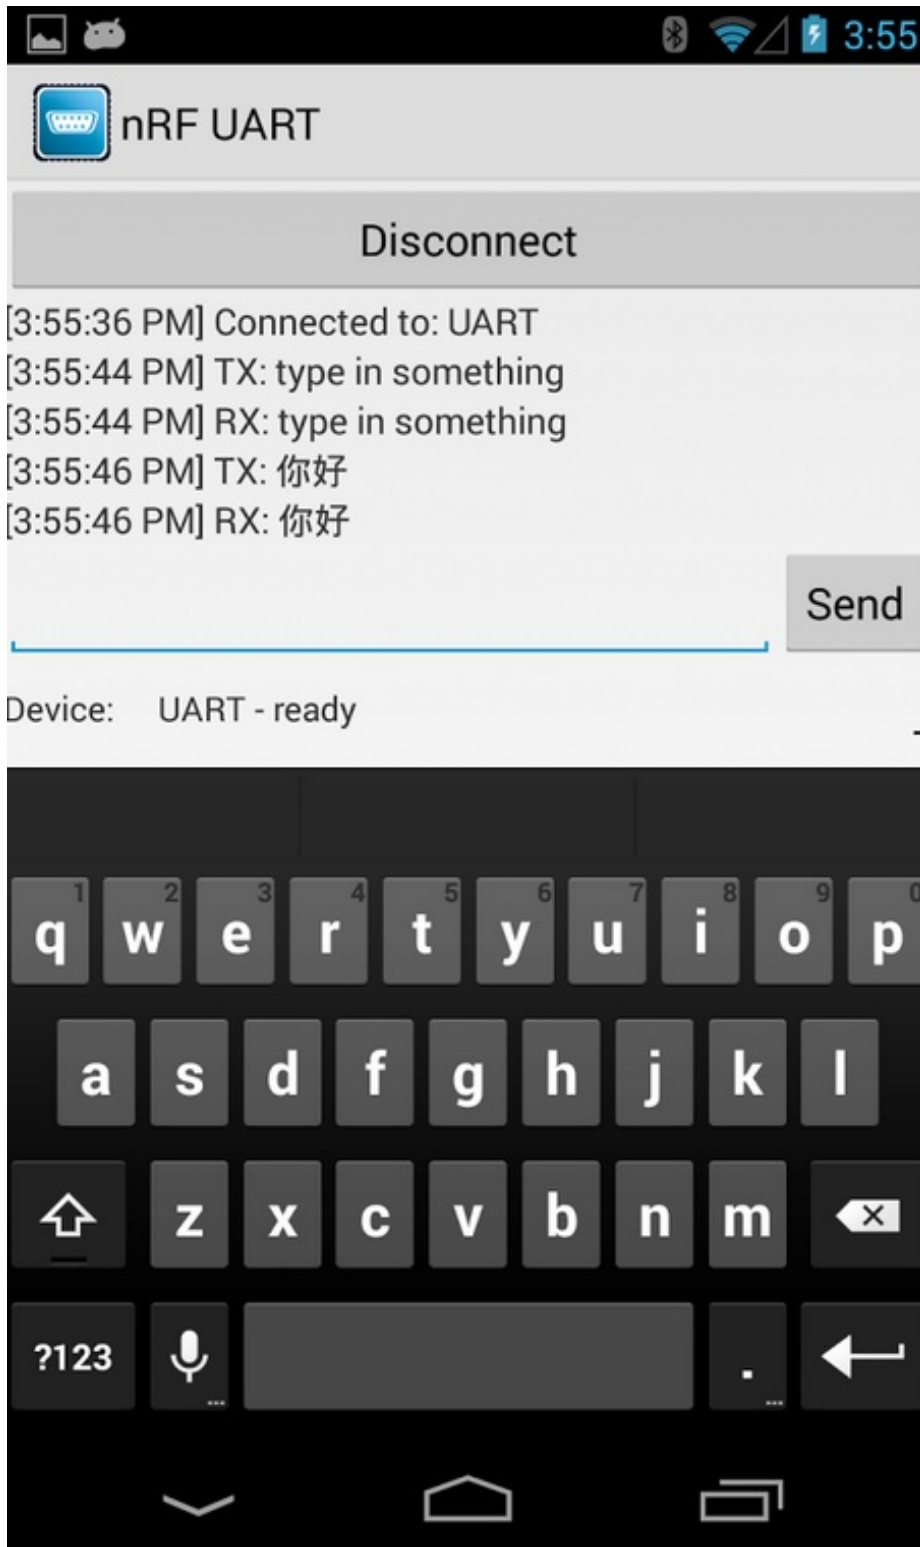 3:55
nRF UART
Disconnect
[3:55:36 PM] Connected to: UART
[3:55:44 PM] TX: type in something
[3:55:44 PM] RX: type in something
[3:55:46 PM] TX: 你好
[3:55:46 PM] RX: 你好
Send
Device: UART - ready
1 2 3 4 5 6 7 8 9 0
q w e r t y u i o p
a s d f g h j k l
z x c v b n m
?123 ... . ...